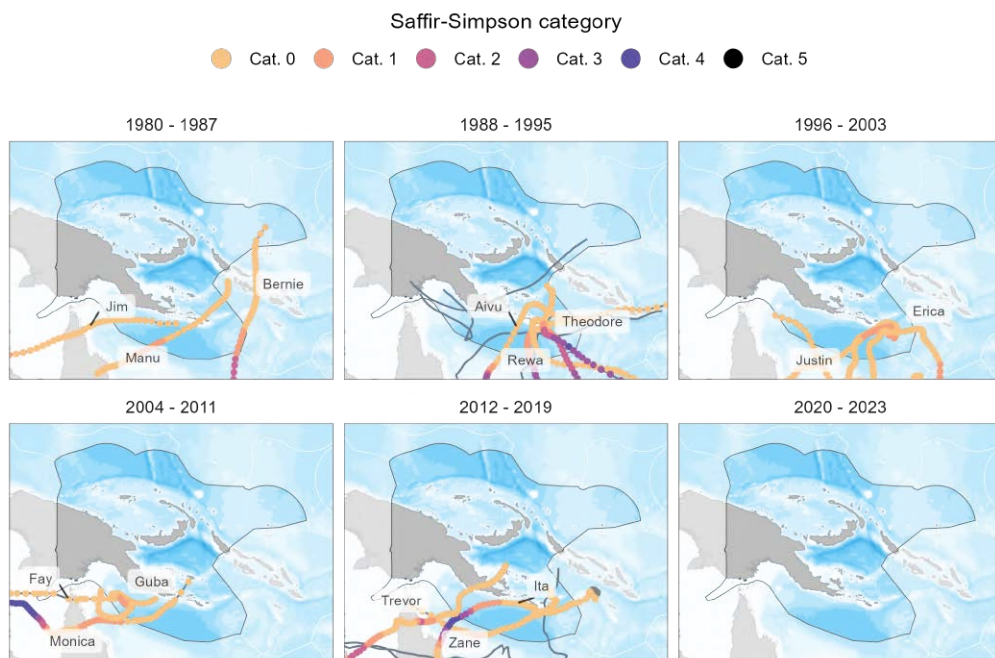 Saffir-Simpson category
Cat. 0 Cat. 1 Cat. 2 Cat. 3 Cat. 4 Cat. 5
1980 - 1987 1988 - 1995 1996 - 2003
Bernie
Jim
Manu
Aivu
Theodore
Rewa
Erica
Justin
2004 - 2011 2012 - 2019 2020 - 2023
Fay
Guba
Monica
Ita
Trevor
Zane